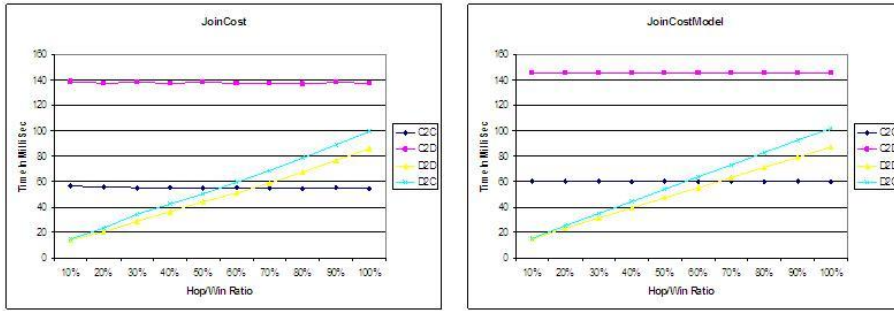 JoinCost
160
140
120
100
80
60
40
20
0
Time In Milli Sec
10% 20% 30% 40% 50% 60% 70% 80% 90% 100%
Hop/Win Ratio
C2C
C2D
D2D
D2C
JoinCostModel
160
140
120
100
80
60
40
20
0
Time In Milli Sec
10% 20% 30% 40% 50% 60% 70% 80% 90% 100%
Hop/Win Ratio
C2C
C2D
D2D
D2C